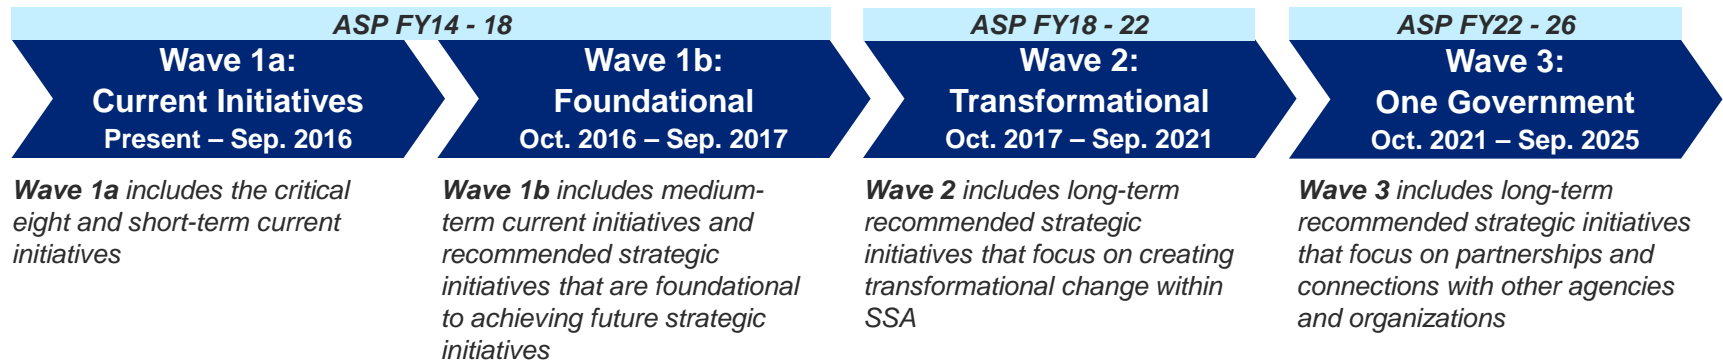 ASP FY14 - 18
Wave 1a:
Current Initiatives
Present – Sep. 2016
Wave 1a includes the critical
eight and short-term current
initiatives
Wave 1b:
Foundational
Oct. 2016 – Sep. 2017
Wave 1b includes medium-
term current initiatives and
recommended strategic
initiatives that are foundational
to achieving future strategic
initiatives
ASP FY18 - 22
Wave 2:
Transformational
Oct. 2017 – Sep. 2021
Wave 2 includes long-term
recommended strategic
initiatives that focus on creating
transformational change within
SSA
ASP FY22 - 26
Wave 3:
One Government
Oct. 2021 – Sep. 2025
Wave 3 includes long-term
recommended strategic initiatives
that focus on partnerships and
connections with other agencies
and organizations